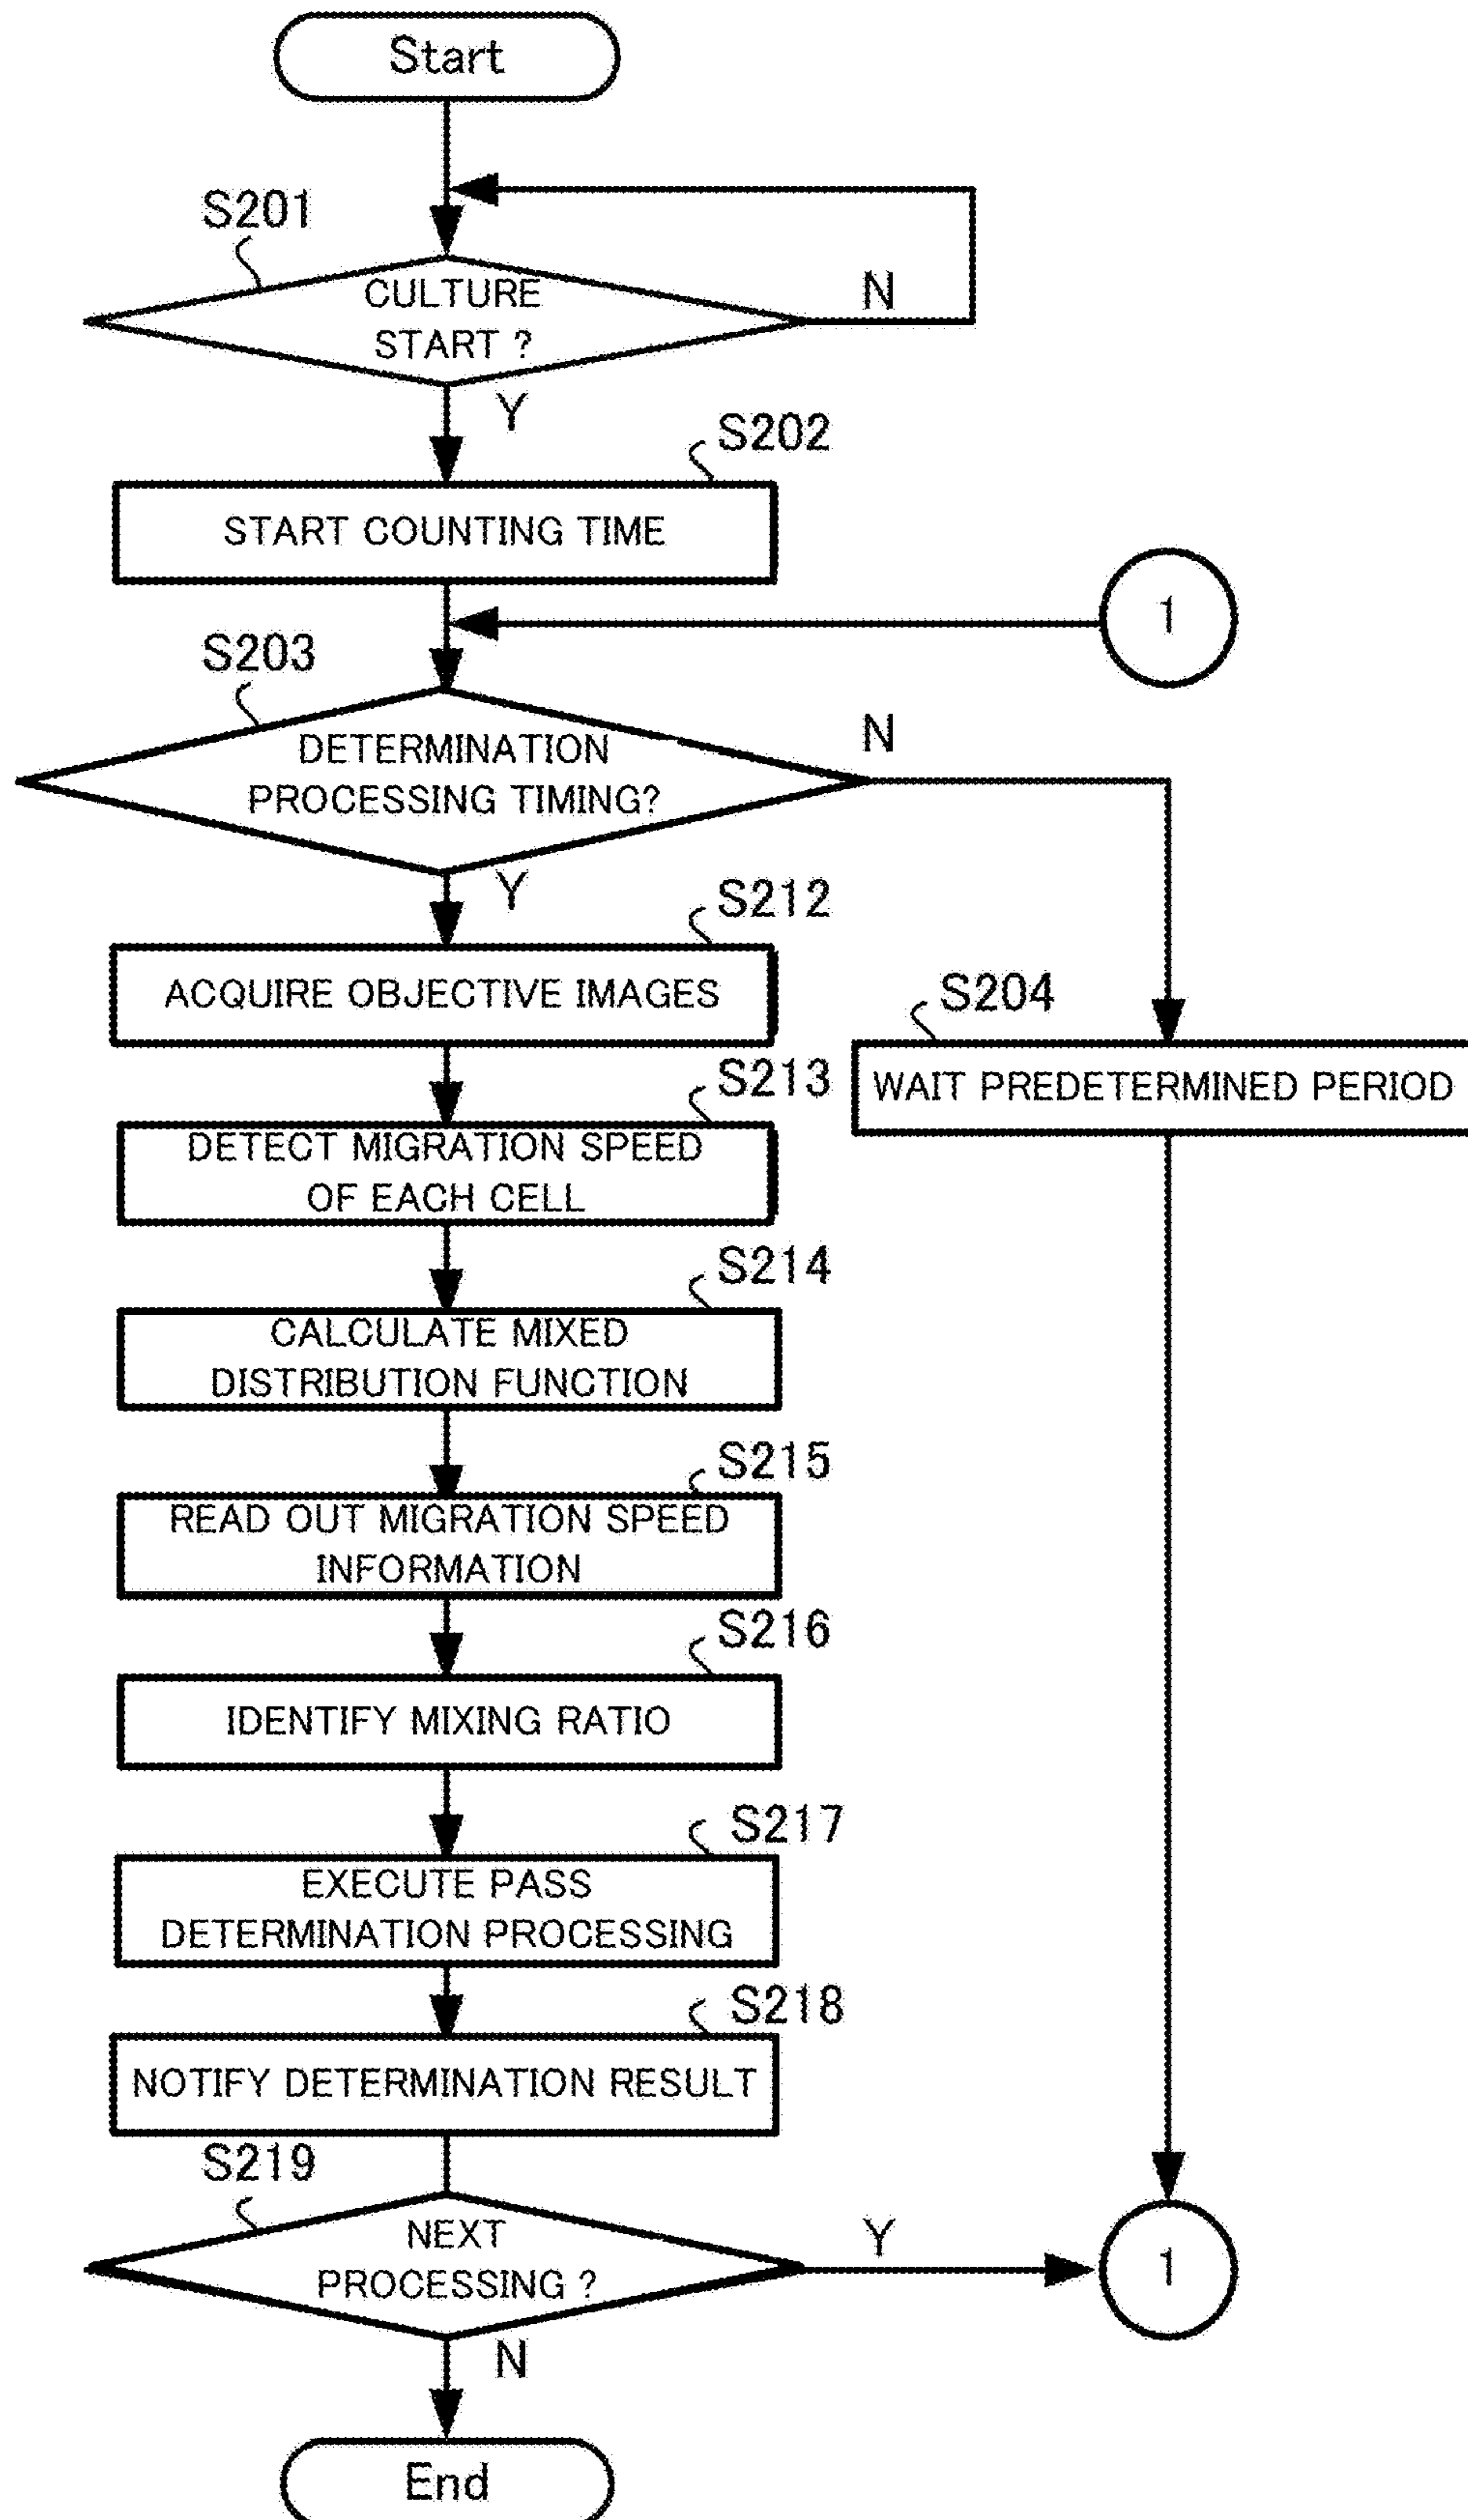 Start
S201
CULTURE
START ?
N
Y
S202
START COUNTING TIME
1
S203
DETERMINATION
PROCESSING TIMING?
N
Y
S212
ACQUIRE OBJECTIVE IMAGES
S204
WAIT PREDETERMINED PERIOD
S213
DETECT MIGRATION SPEED
OF EACH CELL
S214
CALCULATE MIXED
DISTRIBUTION FUNCTION
S215
READ OUT MIGRATION SPEED
INFORMATION
S216
IDENTIFY MIXING RATIO
S217
EXECUTE PASS
DETERMINATION PROCESSING
S218
NOTIFY DETERMINATION RESULT
S219
NEXT
PROCESSING ?
Y
1
N
End